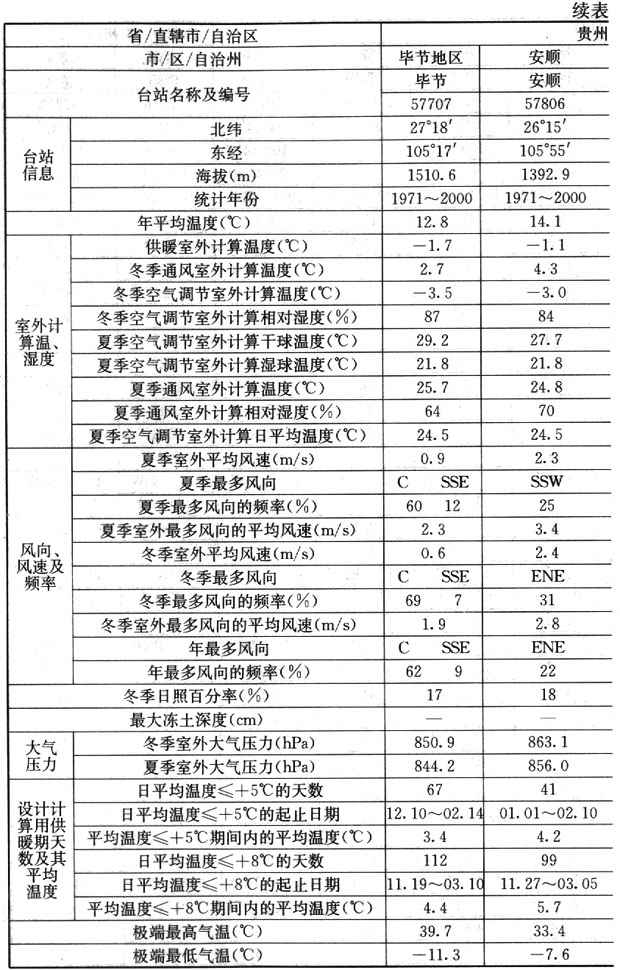 续表
省/直辖市/自治区 贵州
市/区/自治州 毕节地区 安顺
台站名称及编号 毕节 安顺
57707 57806
台站信息 北纬 27°18′ 26°15′
东经 105°17′ 105°55′
海拔(m) 1510.6 1392.9
统计年份 1971～2000 1971～2000
年平均温度(℃) 12.8 14.1
室外计算温、湿度 供暖室外计算温度(℃) －1.7 －1.1
冬季通风室外计算温度(℃) 2.7 4.3
冬季空气调节室外计算温度(℃) －3.5 －3.0
冬季空气调节室外计算相对湿度(%) 87 84
夏季空气调节室外计算干球温度(℃) 29.2 27.7
夏季空气调节室外计算湿球温度(℃) 21.8 21.8
夏季通风室外计算温度(℃) 25.7 24.8
夏季通风室外计算相对湿度(%) 64 70
夏季空气调节室外计算日平均温度(℃) 24.5 24.5
风向、风速及频率 夏季室外平均风速(m/s) 0.9 2.3
夏季最多风向 C SSE SSW
夏季最多风向的频率(%) 60 12 25
夏季室外最多风向的平均风速(m/s) 2.3 3.4
冬季室外平均风速(m/s) 0.6 2.4
冬季最多风向 C SSE ENE
冬季最多风向的频率(%) 69 7 31
冬季室外最多风向的平均风速(m/s) 1.9 2.8
年最多风向 C SSE ENE
年最多风向的频率(%) 62 9 22
冬季日照百分率(%) 17 18
最大冻土深度(cm) — —
大气压力 冬季室外大气压力(hPa) 850.9 863.1
夏季室外大气压力(hPa) 844.2 856.0
设计计算用供暖期天数及其平均温度 日平均温度≤+5℃的天数 67 41
日平均温度≤+5℃的起止日期 12.10～02.14 01.01～02.10
平均温度≤+5℃期间内的平均温度(℃) 3.4 4.2
日平均温度≤+8℃的天数 112 99
日平均温度≤+8℃的起止日期 11.19～03.10 11.27～03.05
平均温度≤+8℃期间内的平均温度(℃) 4.4 5.7
极端最高气温(℃) 39.7 33.4
极端最低气温(℃) －11.3 －7.6